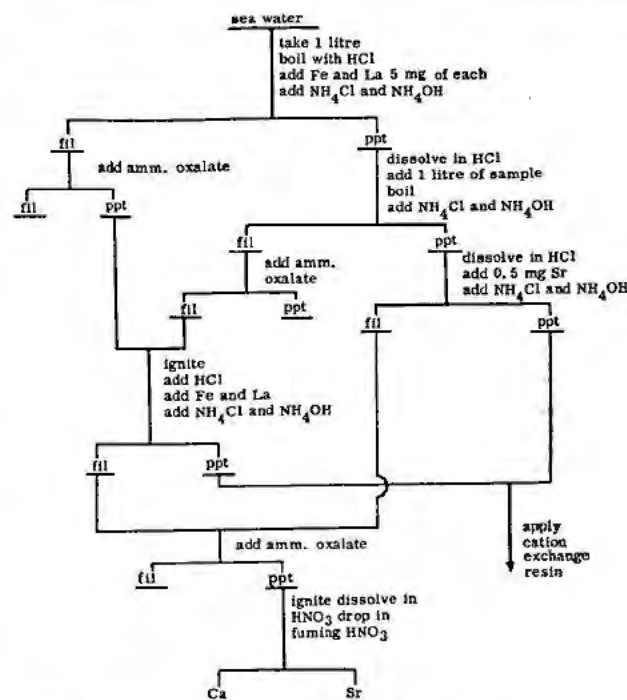 sea water
take 1 litre
boil with HCl
add Fe and La 5 mg of each
add NH4Cl and NH4OH
fil
add amm. oxalate
ppt
dissolve in HCl
add 1 litre of sample
boil
add NH4Cl and NH4OH
fil
ppt
fil
add amm.
oxalate
ppt
dissolve in HCl
add 0.5 mg Sr
add NH4Cl and NH4OH
fil
ppt
fil
ppt
ignite
add HCl
add Fe and La
add NH4Cl and NH4OH
fil
ppt
apply
cation
exchange
resin
add amm. oxalate
fil
ppt
ignite dissolve in
HNO3 drop in
fuming HNO3
Ca
Sr